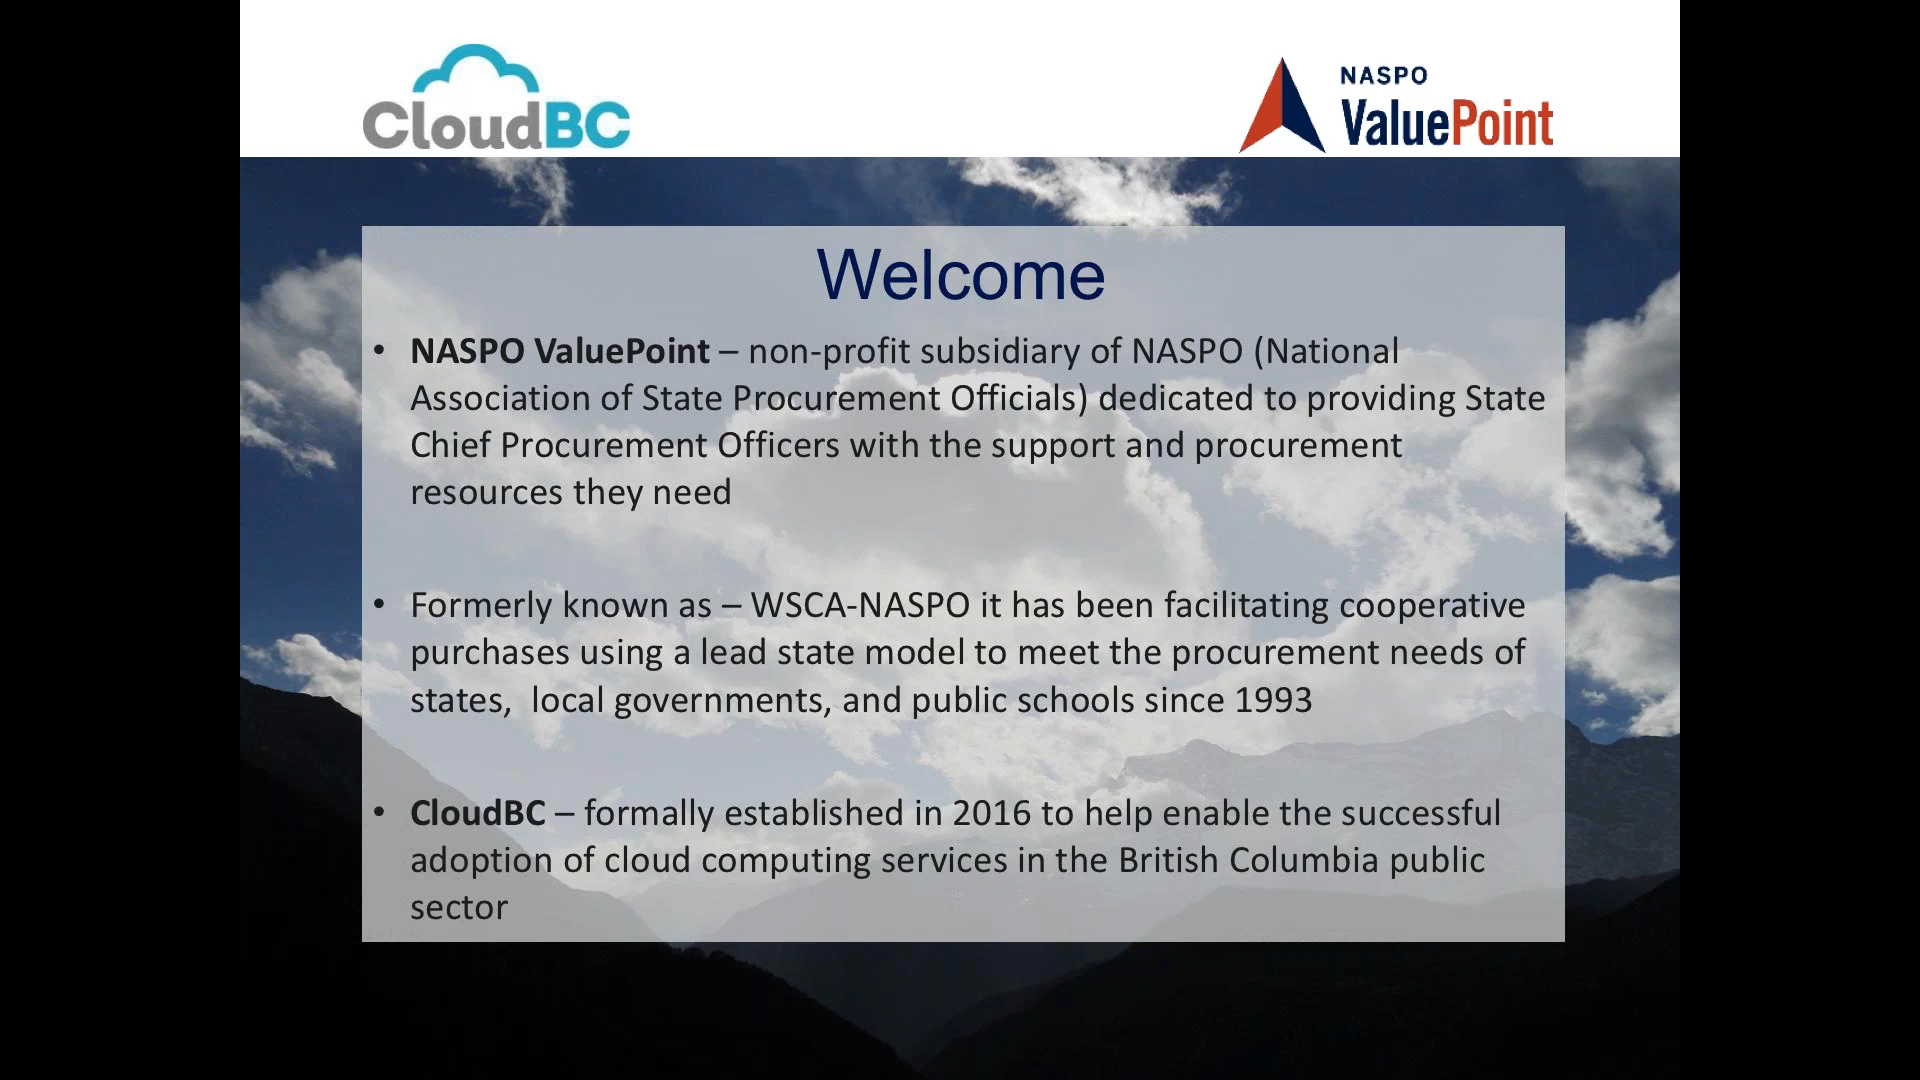 CloudBC
NASPO
ValuePoint
Welcome
• NASPO ValuePoint – non-profit subsidiary of NASPO (National
Association of State Procurement Officials) dedicated to providing State
Chief Procurement Officers with the support and procurement
resources they need
• Formerly known as – WSCA-NASPO it has been facilitating cooperative
purchases using a lead state model to meet the procurement needs of
states,  local governments, and public schools since 1993
• CloudBC – formally established in 2016 to help enable the successful
adoption of cloud computing services in the British Columbia public
sector